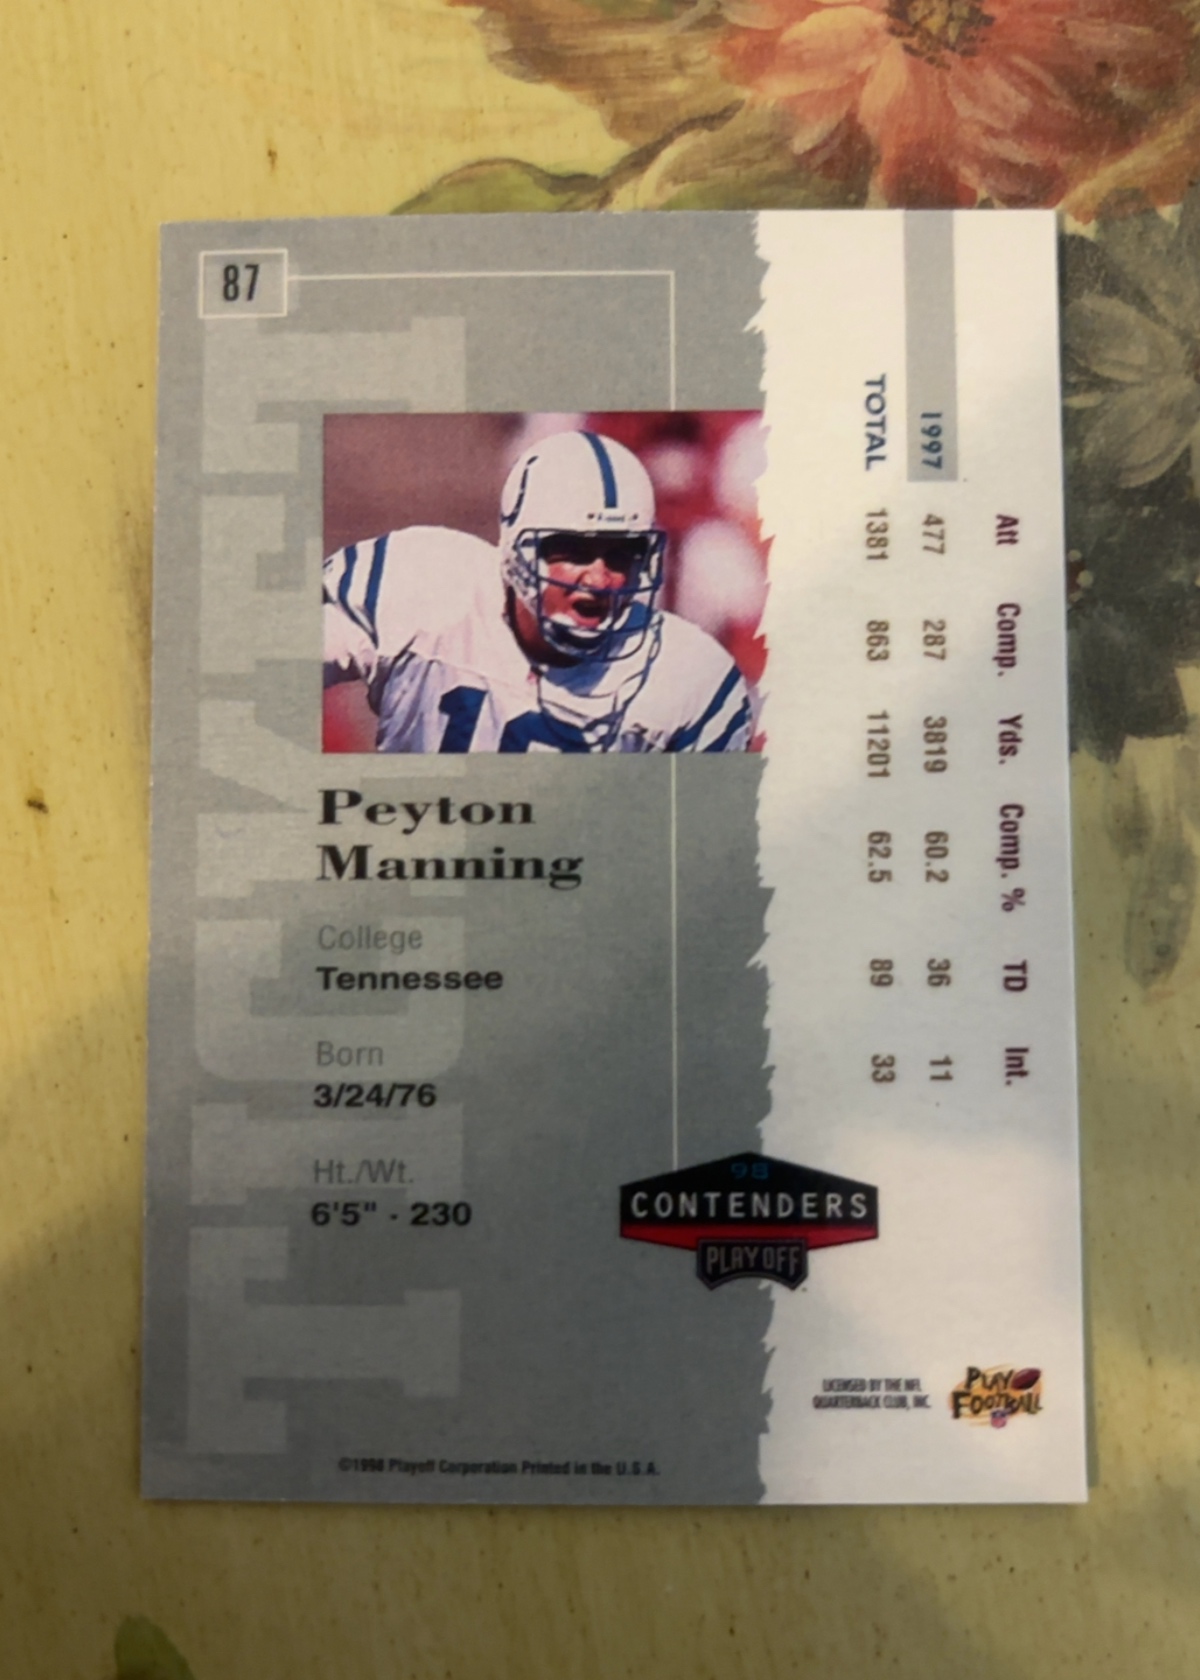 87
TICKET
Peyton
Manning
College
Tennessee
Born
3/24/76
Ht./Wt.
6'5" - 230
Att Comp. Yds. Comp. % TD Int.
1997 477 287 3819 60.2 36 11
TOTAL 1381 863 11201 62.5 89 33
98
CONTENDERS
PLAYOFF
LICENSED BY THE NFL
QUARTERBACK CLUB, INC.
PLAY
FOOTBALL
©1998 Playoff Corporation Printed in the U.S.A.